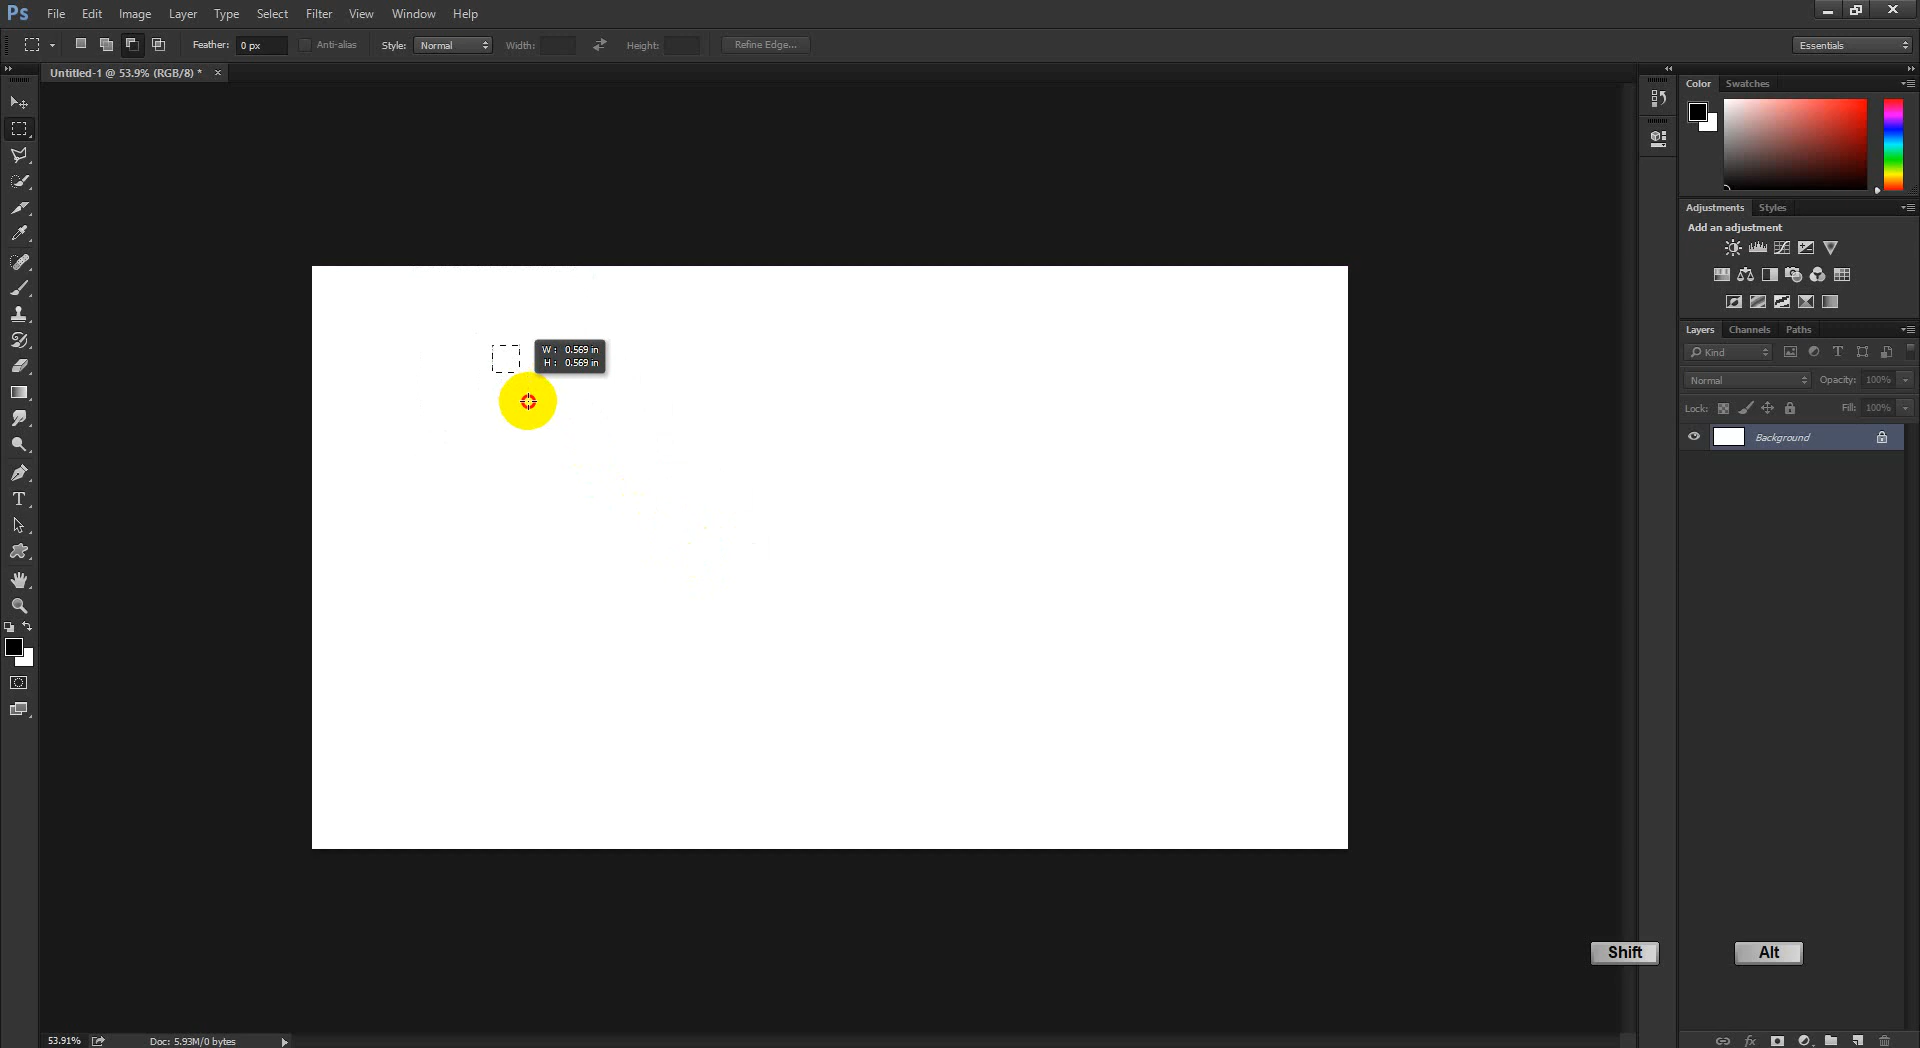 Ps File Edit Image Layer Type Select Filter View Window Help
Feather: 0 px Anti-alias Style: Normal Width: Height: Refine Edge... Essentials
Untitled-1 @ 53.9% (RGB/8) * ×
Color Swatches
Adjustments Styles
Add an adjustment
Layers Channels Paths
Kind
Normal Opacity: 100%
Lock: Fill: 100%
Background
W : 0.569 in
H : 0.569 in
T
Shift Alt
53.91% Doc: 5.93M/0 bytes
fx